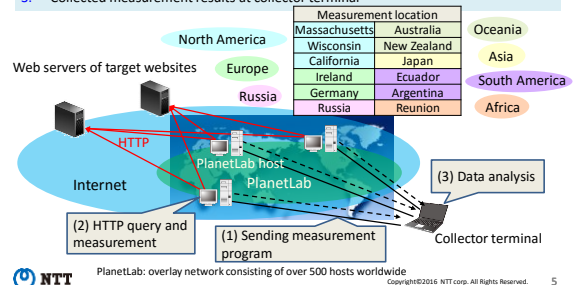 3. Collected measurement results at collector terminal
Measurement location
Massachusetts Australia
Wisconsin New Zealand
California Japan
Ireland Ecuador
Germany Argentina
Russia Reunion
North America
Europe
Russia
Oceania
Asia
South America
Africa
Web servers of target websites
HTTP
PlanetLab host
PlanetLab
Internet
(3) Data analysis
(2) HTTP query and
measurement
(1) Sending measurement
program
Collector terminal
PlanetLab: overlay network consisting of over 500 hosts worldwide
NTT
Copyright©2016 NTT corp. All Rights Reserved. 5